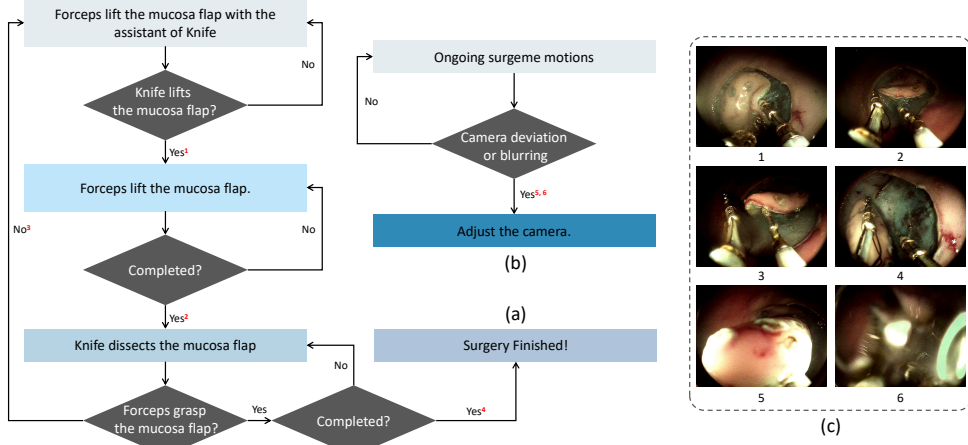 Forceps lift the mucosa flap with the
assistant of Knife
No
Knife lifts
the mucosa flap?
Yes1
Forceps lift the mucosa flap.
No3
No
Completed?
Yes2
Knife dissects the mucosa flap
No
Forceps grasp
the mucosa flap?
Yes
Completed?
Yes4
Surgery Finished!
(a)
Ongoing surgeme motions
No
Camera deviation
or blurring
Yes5, 6
Adjust the camera.
(b)
1
2
3
4
5
6
(c)